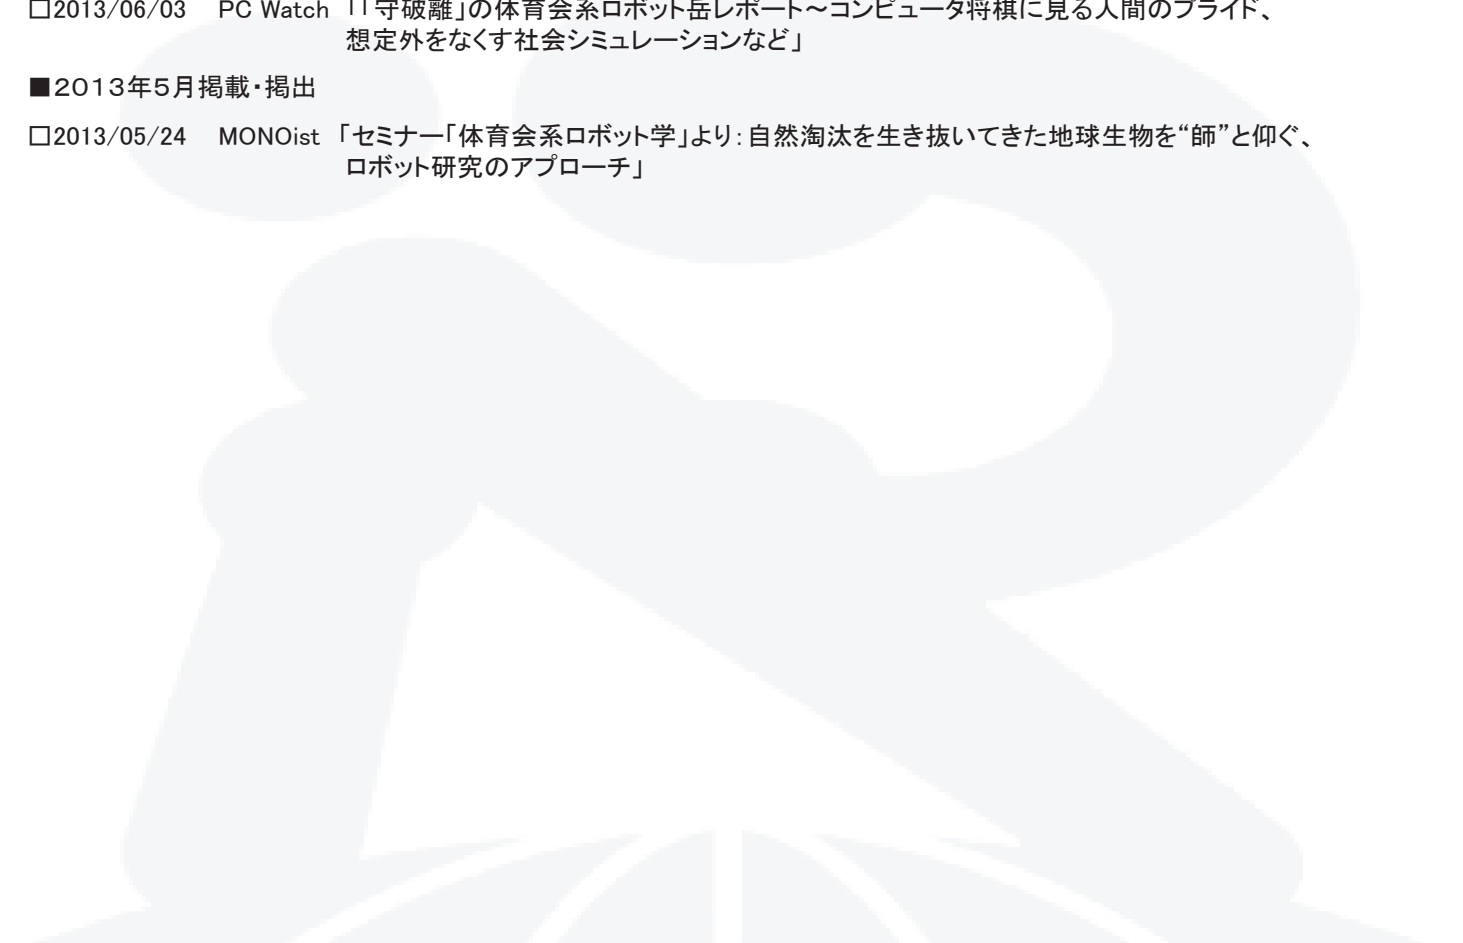 □2013/06/03 PC Watch 「「守破離」の体育会系ロボット岳レポート～コンピュータ将棋に見る人間のプライド、
想定外をなくす社会シミュレーションなど」
■2013年5月掲載・掲出
□2013/05/24 MONOist 「セミナー「体育会系ロボット学」より：自然淘汰を生き抜いてきた地球生物を“師”と仰ぐ、
ロボット研究のアプローチ」